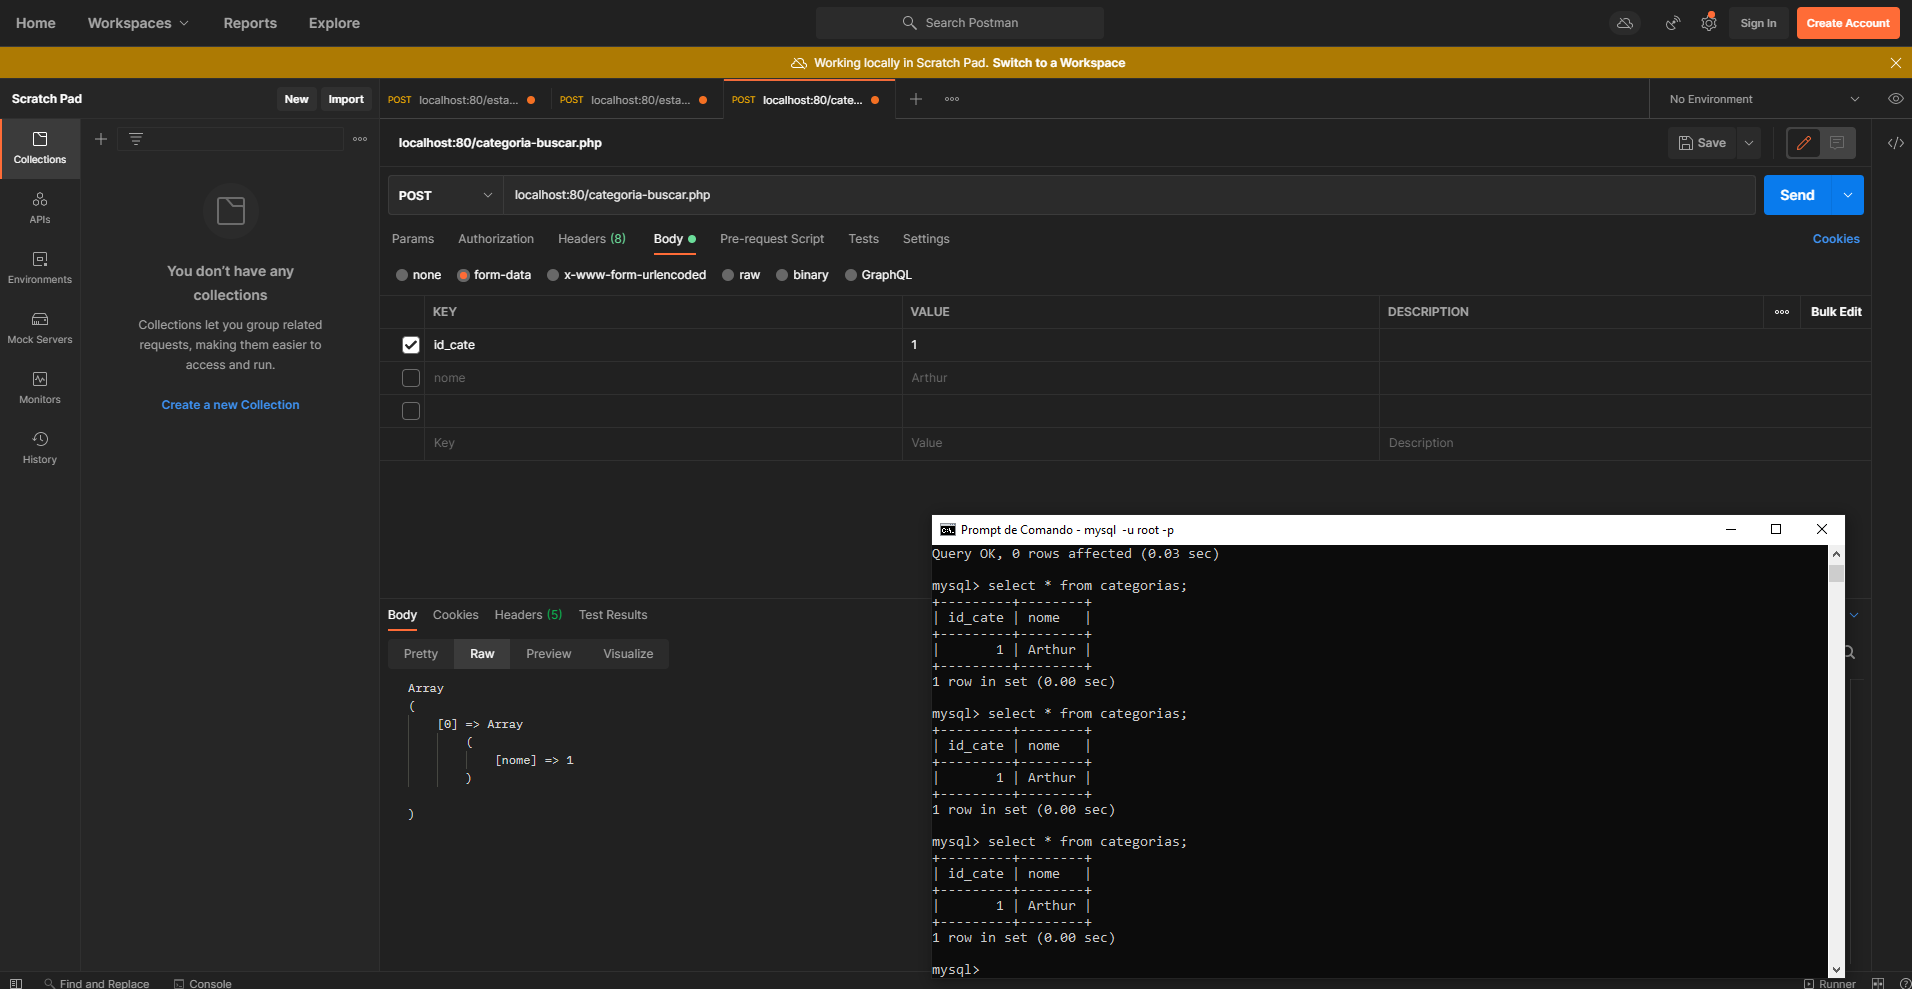 Home Workspaces Reports Explore Search Postman Sign In Create Account
Working locally in Scratch Pad. Switch to a Workspace
Scratch Pad New Import POST localhost:80/esta... POST localhost:80/esta... POST localhost:80/cate... No Environment
Collections
APIs
Environments
Mock Servers
Monitors
History
You don't have any
collections
Collections let you group related
requests, making them easier to
access and run.
Create a new Collection
localhost:80/categoria-buscar.php Save
POST localhost:80/categoria-buscar.php Send
Params Authorization Headers (8) Body Pre-request Script Tests Settings Cookies
none form-data x-www-form-urlencoded raw binary GraphQL
KEY VALUE DESCRIPTION Bulk Edit
id_cate 1
nome Arthur
Key Value Description
Body Cookies Headers (5) Test Results
Pretty Raw Preview Visualize
Array
(
[0] => Array
(
[nome] => 1
)
)
Prompt de Comando - mysql -u root -p
Query OK, 0 rows affected (0.03 sec)
mysql> select * from categorias;
+---------+--------+
| id_cate | nome   |
+---------+--------+
|       1 | Arthur |
+---------+--------+
1 row in set (0.00 sec)
mysql> select * from categorias;
+---------+--------+
| id_cate | nome   |
+---------+--------+
|       1 | Arthur |
+---------+--------+
1 row in set (0.00 sec)
mysql> select * from categorias;
+---------+--------+
| id_cate | nome   |
+---------+--------+
|       1 | Arthur |
+---------+--------+
1 row in set (0.00 sec)
mysql>
Find and Replace Console Runner